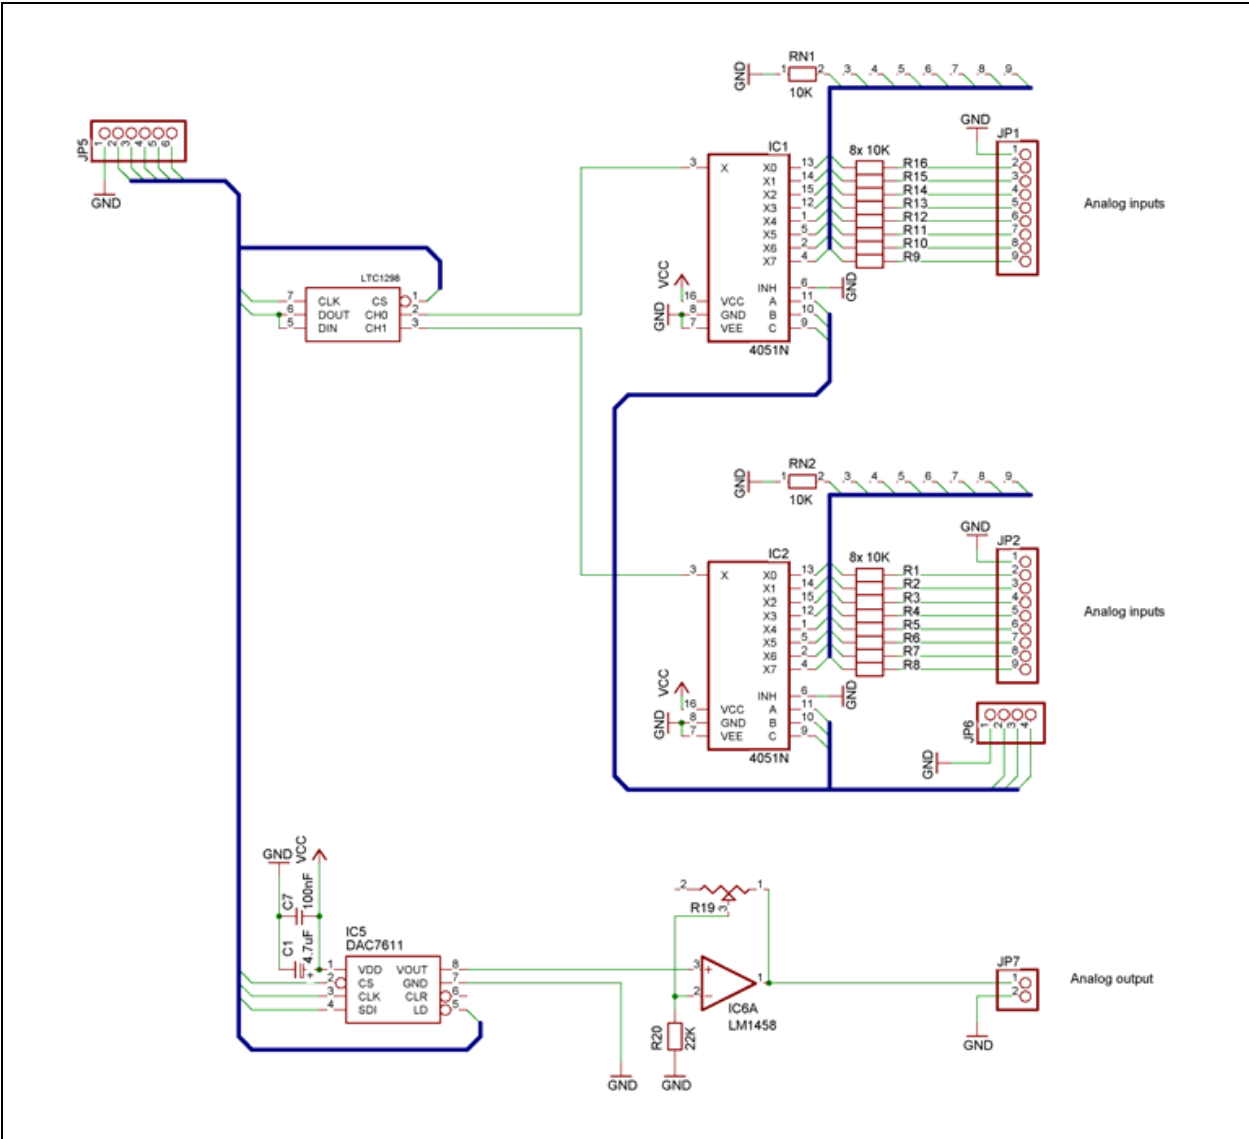 RN1
GND 1 2 3 4 5 6 7 8 9
10K
JP5
1 2 3 4 5 6
GND
GND
JP1
IC1
8x 10K
3 X
X0 13
X1 14
X2 15
X3 12
X4 1
X5 5
X6 2
X7 4
R16
R15
R14
R13
R12
R11
R10
R9
1
2
3
4
5
6
7
8
9
Analog inputs
VCC
GND
INH 6
GND
16 VCC
8 GND
7 VEE
A 11
B 10
C 9
4051N
LTC1298
7 CLK CS 1
6 DOUT CH0 2
5 DIN CH1 3
RN2
GND 1 2 3 4 5 6 7 8 9
10K
GND
JP2
IC2
8x 10K
3 X
X0 13
X1 14
X2 15
X3 12
X4 1
X5 5
X6 2
X7 4
R1
R2
R3
R4
R5
R6
R7
R8
1
2
3
4
5
6
7
8
9
Analog inputs
VCC
GND
INH 6
GND
16 VCC
8 GND
7 VEE
A 11
B 10
C 9
4051N
JP6
1 2 3 4
GND
GND
VCC
C7
100nF
C1
4.7uF
+
IC5
DAC7611
1 VDD VOUT 8
2 CS GND 7
3 CLK CLR 6
4 SDI LD 5
GND
2 1
R19 3
3 +
2 -
1
IC6A
LM1458
R20
22K
GND
JP7
1
2
GND
Analog output